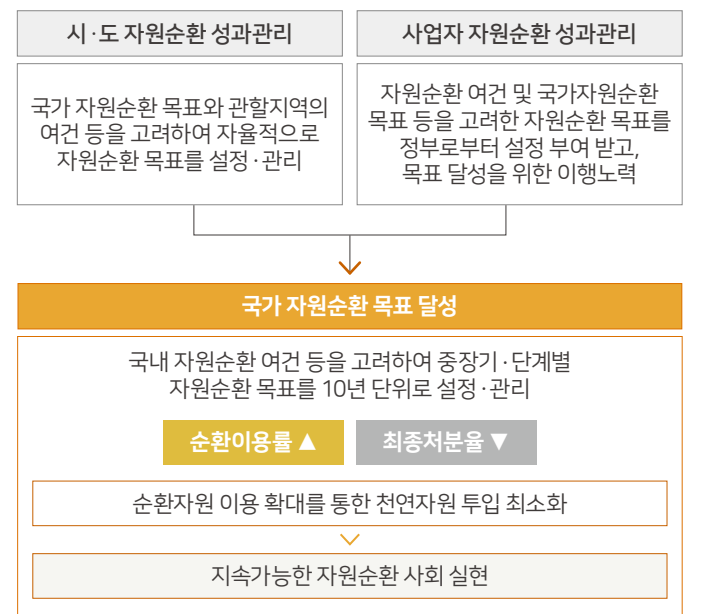 시·도 자원순환 성과관리
국가 자원순환 목표와 관할지역의
여건 등을 고려하여 자율적으로
자원순환 목표를 설정·관리
사업자 자원순환 성과관리
자원순환 여건 및 국가자원순환
목표 등을 고려한 자원순환 목표를
정부로부터 설정 부여 받고,
목표 달성을 위한 이행노력
국가 자원순환 목표 달성
국내 자원순환 여건 등을 고려하여 중장기·단계별
자원순환 목표를 10년 단위로 설정·관리
순환이용률 ▲
최종처분율 ▼
순환자원 이용 확대를 통한 천연자원 투입 최소화
지속가능한 자원순환 사회 실현